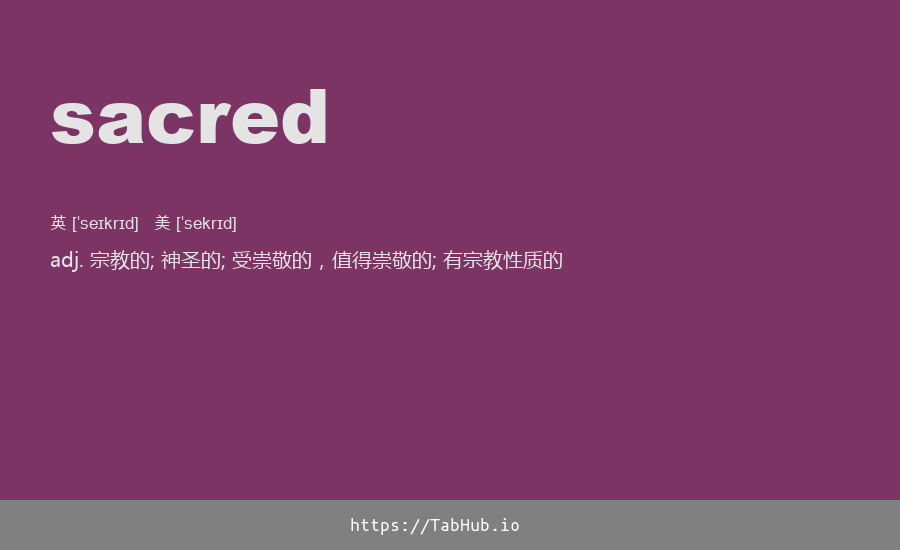 sacred
英 [ˈseɪkrɪd] 美 [ˈsekrɪd]
adj. 宗教的; 神圣的; 受崇敬的，值得崇敬的; 有宗教性质的
https://TabHub.io